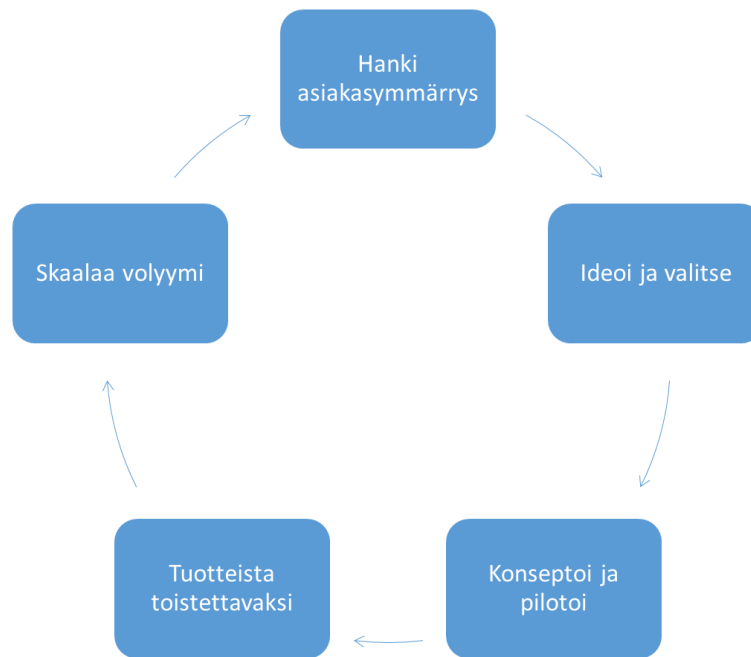 Hanki
asiakasymmärrys
Ideoi ja valitse
Konseptoi ja
pilotoi
Tuotteista
toistettavaksi
Skaalaa volyymi